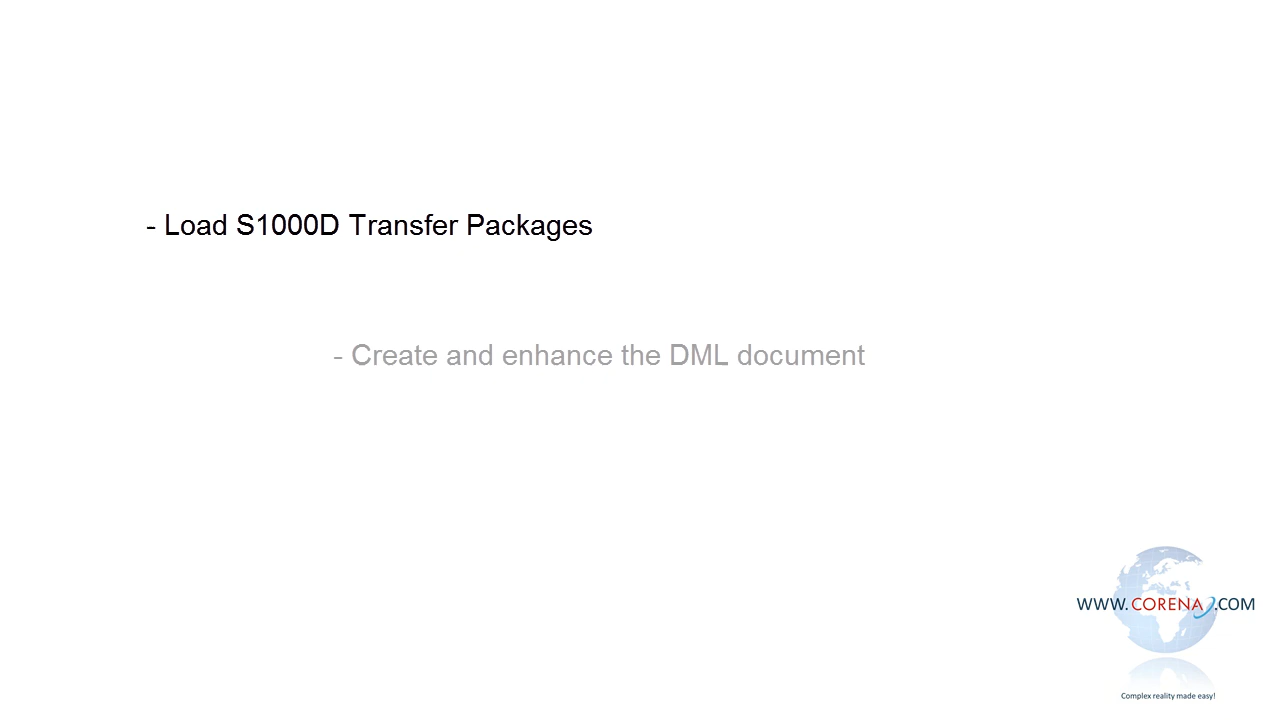 - Load S1000D Transfer Packages
- Create and enhance the DML document
WWW.CORENA.COM
Complex reality made easy!